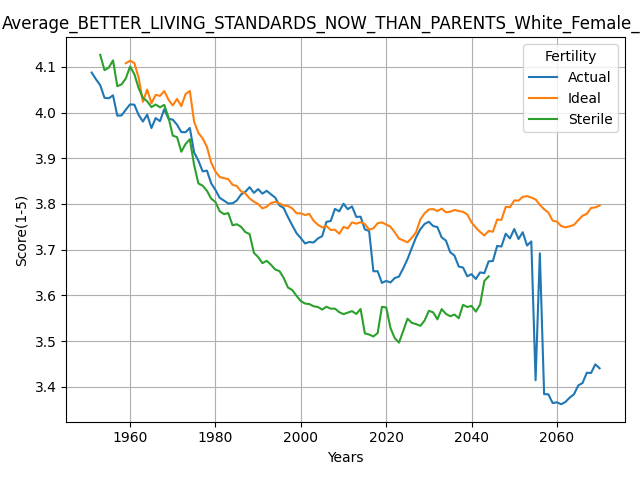 Average_BETTER_LIVING_STANDARDS_NOW_THAN_PARENTS_White_Female_
Fertility
Actual
Ideal
Sterile
Score(1-5)
4.1
4.0
3.9
3.8
3.7
3.6
3.5
3.4
1960 1980 2000 2020 2040 2060
Years